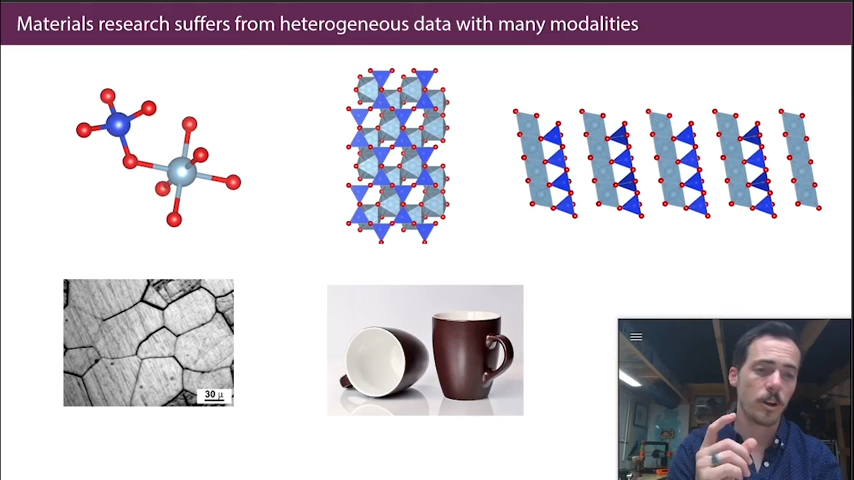 Materials research suffers from heterogeneous data with many modalities
30 µ